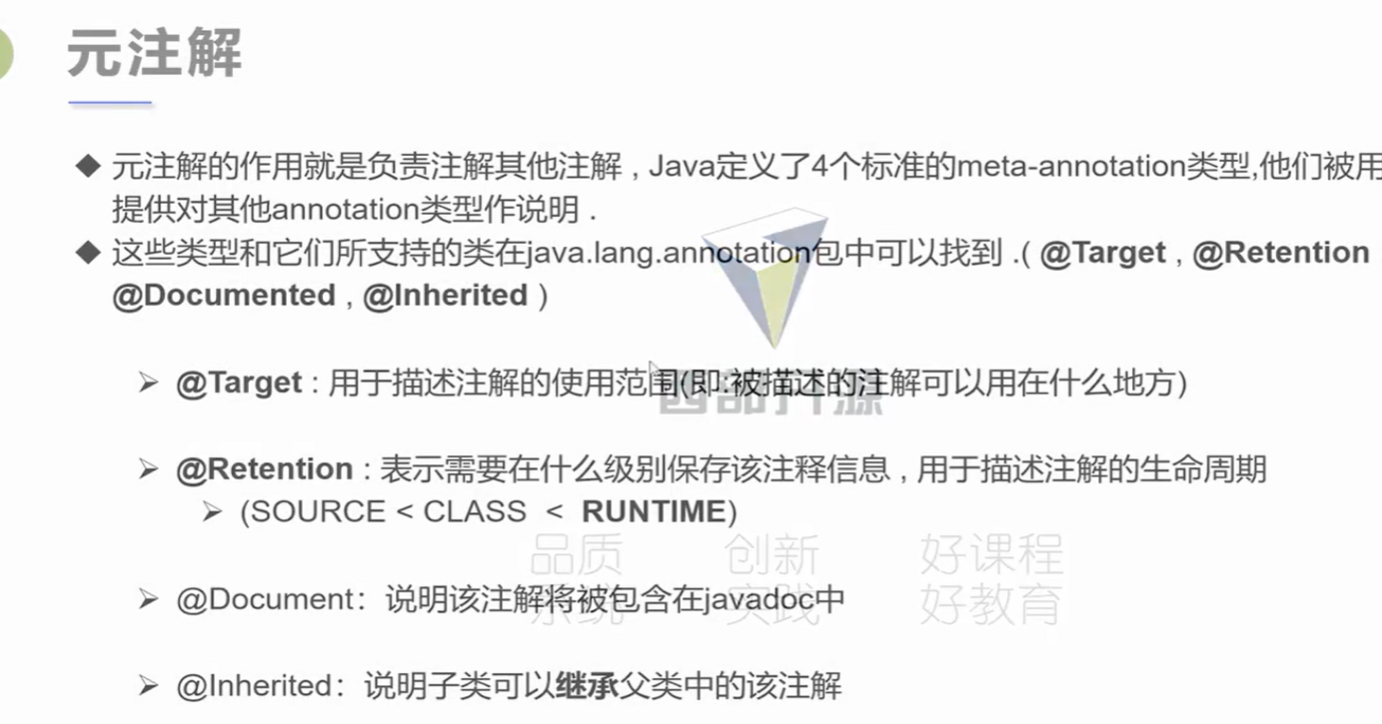 元注解
◆ 元注解的作用就是负责注解其他注解 , Java定义了4个标准的meta-annotation类型,他们被用
提供对其他annotation类型作说明 .
◆ 这些类型和它们所支持的类在java.lang.annotation包中可以找到 .( @Target , @Retention
@Documented , @Inherited )
➢ @Target : 用于描述注解的使用范围(即:被描述的注解可以用在什么地方)
西部开源
➢ @Retention : 表示需要在什么级别保存该注释信息 , 用于描述注解的生命周期
➢ (SOURCE < CLASS < RUNTIME)
品质 创新 好课程
➢ @Document：说明该注解将被包含在javadoc中
系统 实践 好教育
➢ @Inherited：说明子类可以继承父类中的该注解